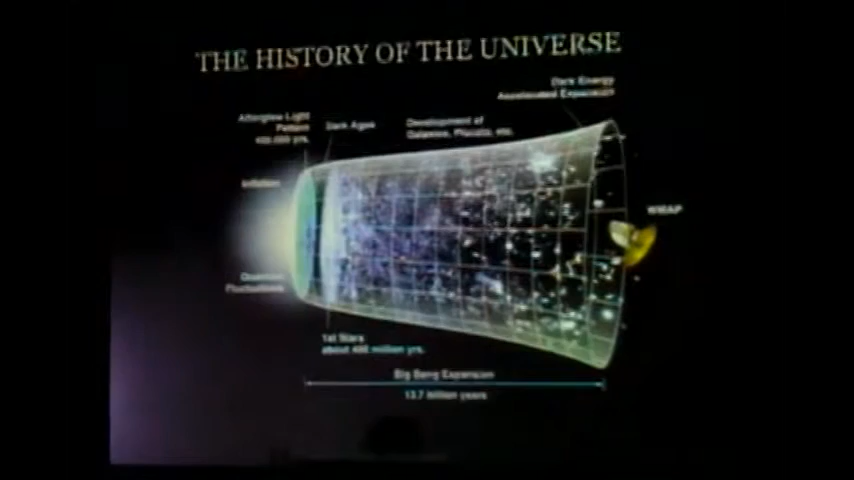 THE HISTORY OF THE UNIVERSE
Dark Energy
Accelerated Expansion
Afterglow Light
Pattern
400,000 yrs.
Dark Ages
Development of
Galaxies, Planets, etc.
Inflation
WMAP
Quantum
Fluctuations
1st Stars
about 400 million yrs.
Big Bang Expansion
13.7 billion years